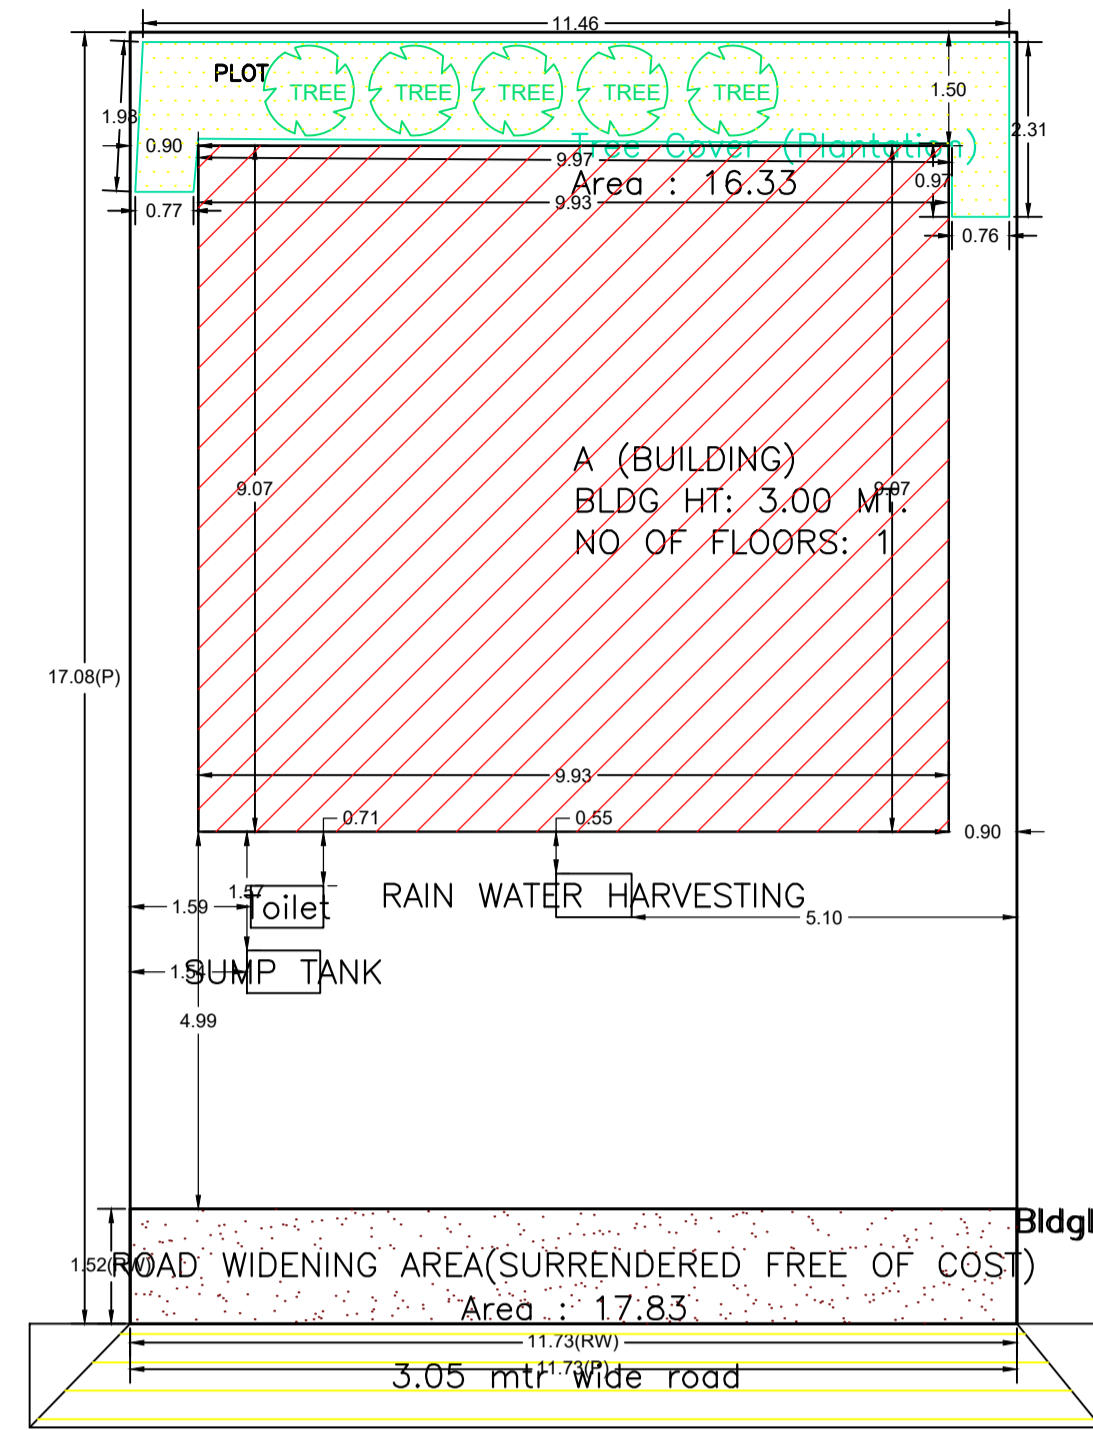 11.46
PLOT
TREE TREE TREE TREE TREE
1.50
1.98
2.31
0.90
Tree Cover (Plantation)
9.97
Area : 16.33
0.97
9.93
0.77
0.76
A (BUILDING)
9.07
9.07
BLDG HT: 3.00 MT.
NO OF FLOORS: 1
17.08(P)
9.93
0.71
0.55
0.90
1.57
RAIN WATER HARVESTING
1.59
Toilet
5.10
1.54
SUMP TANK
4.99
Bldgl
1.52(RW)
ROAD WIDENING AREA(SURRENDERED FREE OF COST)
Area : 17.83
11.73(RW)
11.73(P)
3.05 mtr wide road